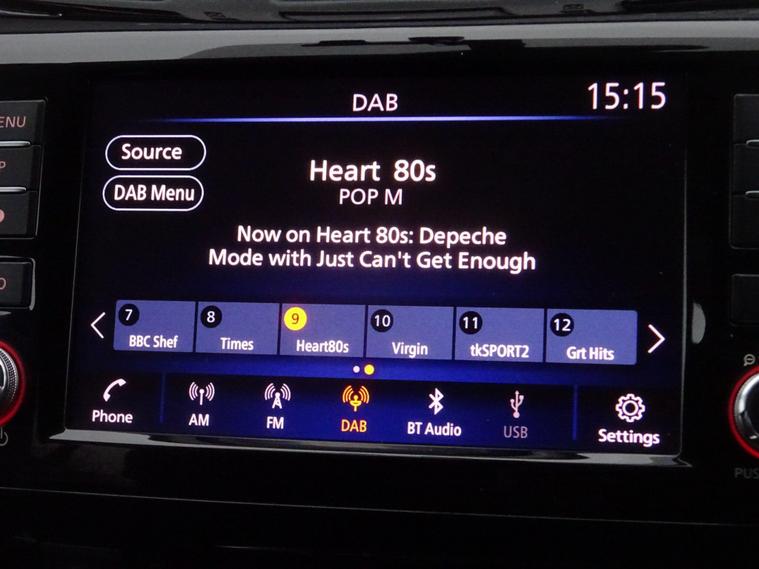 DAB
15:15
Source
DAB Menu
Heart 80s
POP M
Now on Heart 80s: Depeche
Mode with Just Can't Get Enough
7
BBC Shef
8
Times
9
Heart80s
10
Virgin
11
tkSPORT2
12
Grt Hits
Phone
AM
FM
DAB
BT Audio
USB
Settings
ENU
P
PUS